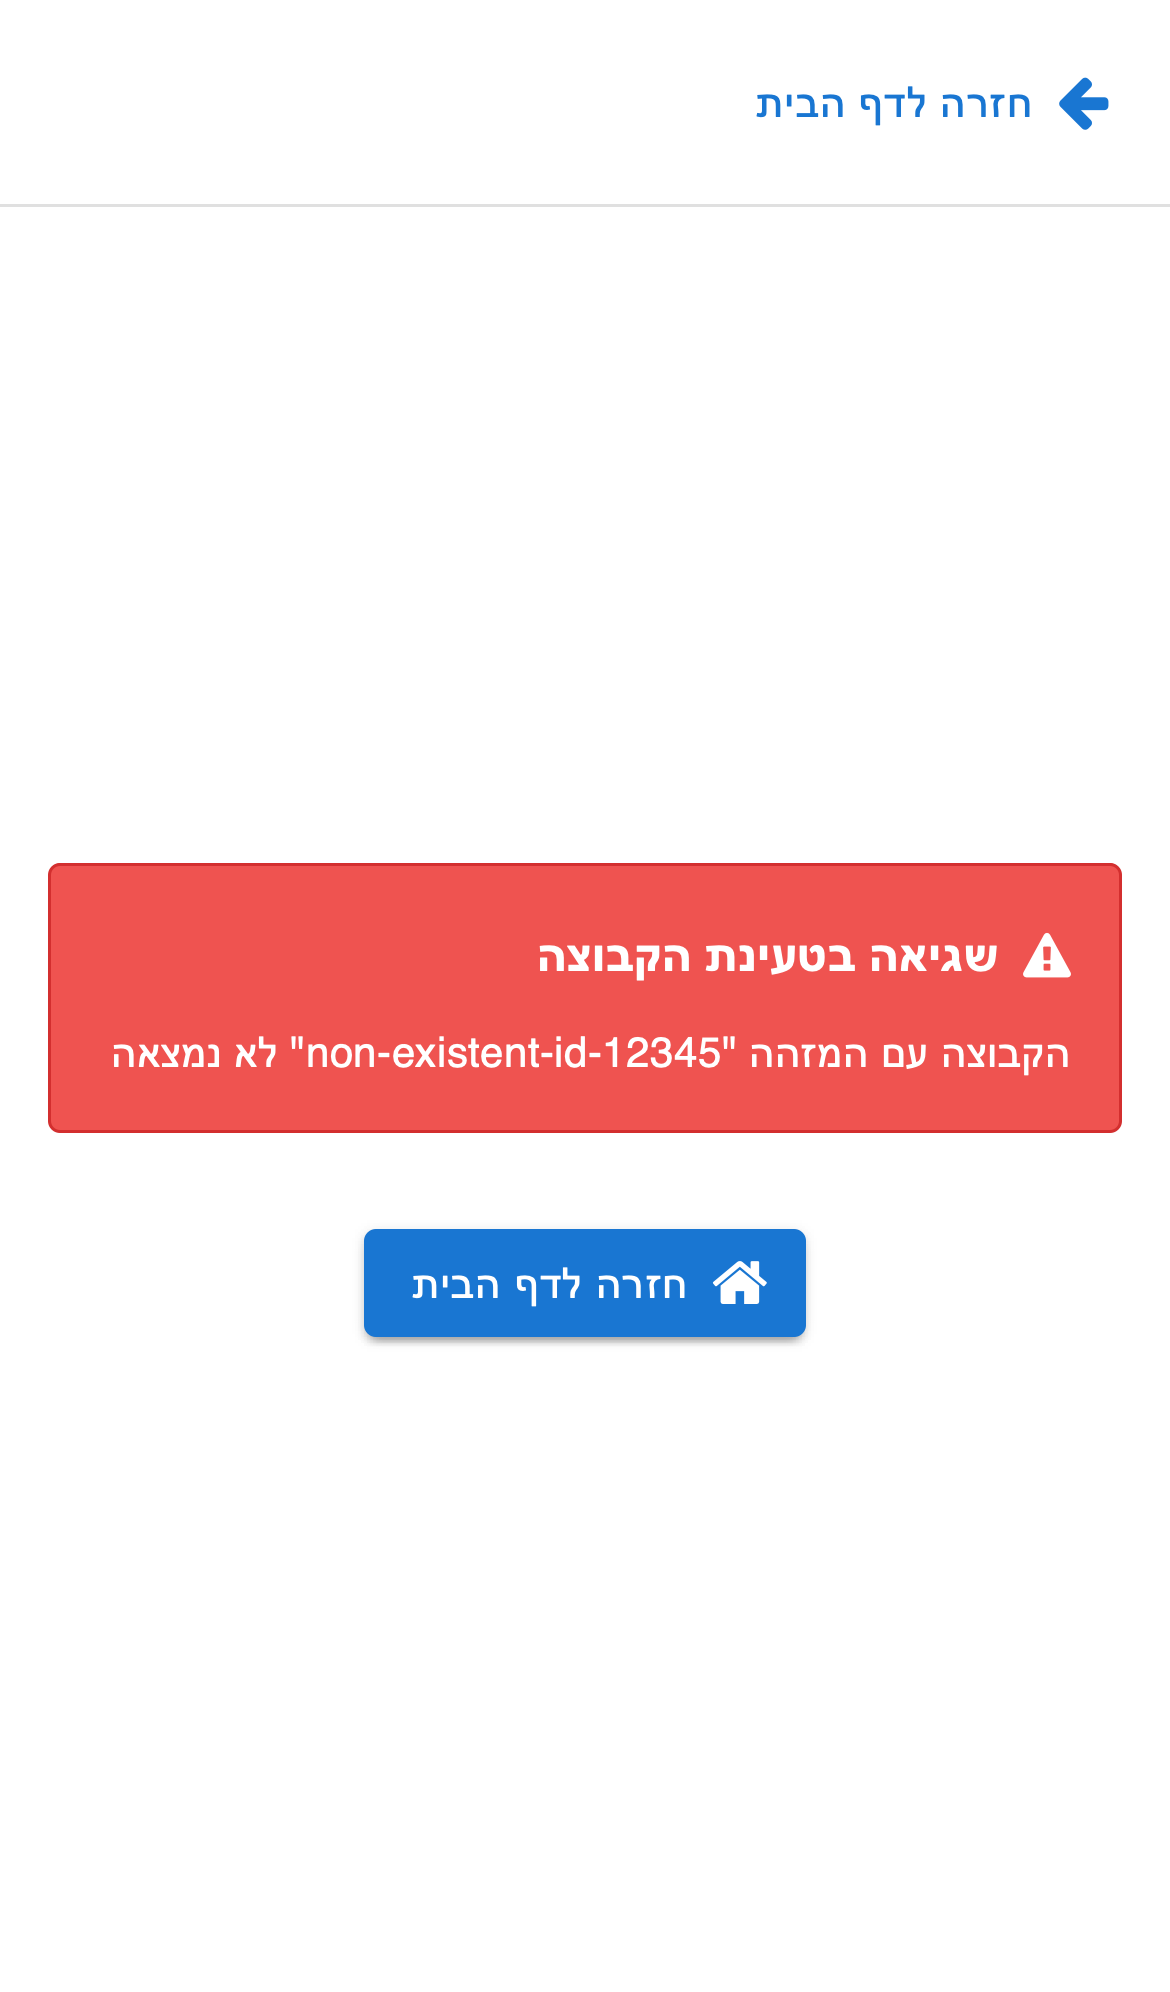 חזרה לדף הבית
שגיאה בטעינת הקבוצה
הקבוצה עם המזהה "non-existent-id-12345" לא נמצאה
חזרה לדף הבית